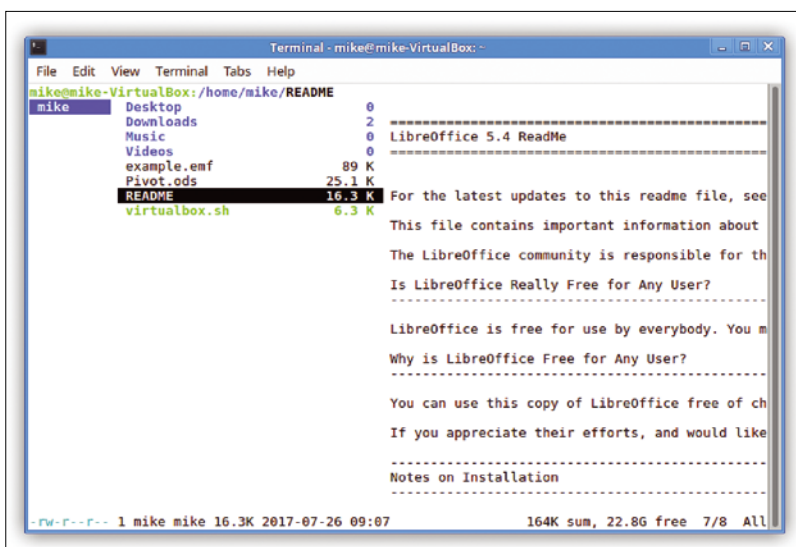 Terminal - mike@mike-VirtualBox: ~
File Edit View Terminal Tabs Help
mike@mike-VirtualBox:/home/mike/README
mike Desktop 0
Downloads 2 ================================================
Music 0 LibreOffice 5.4 ReadMe
Videos 0 ================================================
example.emf 89 K
Pivot.ods 25.1 K
README 16.3 K For the latest updates to this readme file, see
virtualbox.sh 6.3 K
This file contains important information about
The LibreOffice community is responsible for th
Is LibreOffice Really Free for Any User?
------------------------------------------------
LibreOffice is free for use by everybody. You m
Why is LibreOffice Free for Any User?
------------------------------------------------
You can use this copy of LibreOffice free of ch
If you appreciate their efforts, and would like
------------------------------------------------
Notes on Installation
------------------------------------------------
-rw-r--r-- 1 mike mike 16.3K 2017-07-26 09:07 164K sum, 22.8G free 7/8 All